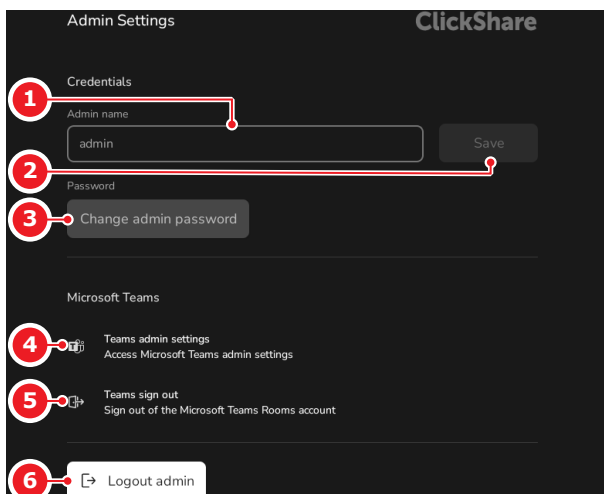 Admin Settings
ClickShare
Credentials
1
Admin name
admin
Save
2
Password
3
Change admin password
Microsoft Teams
4
Teams admin settings
Access Microsoft Teams admin settings
5
Teams sign out
Sign out of the Microsoft Teams Rooms account
6
Logout admin